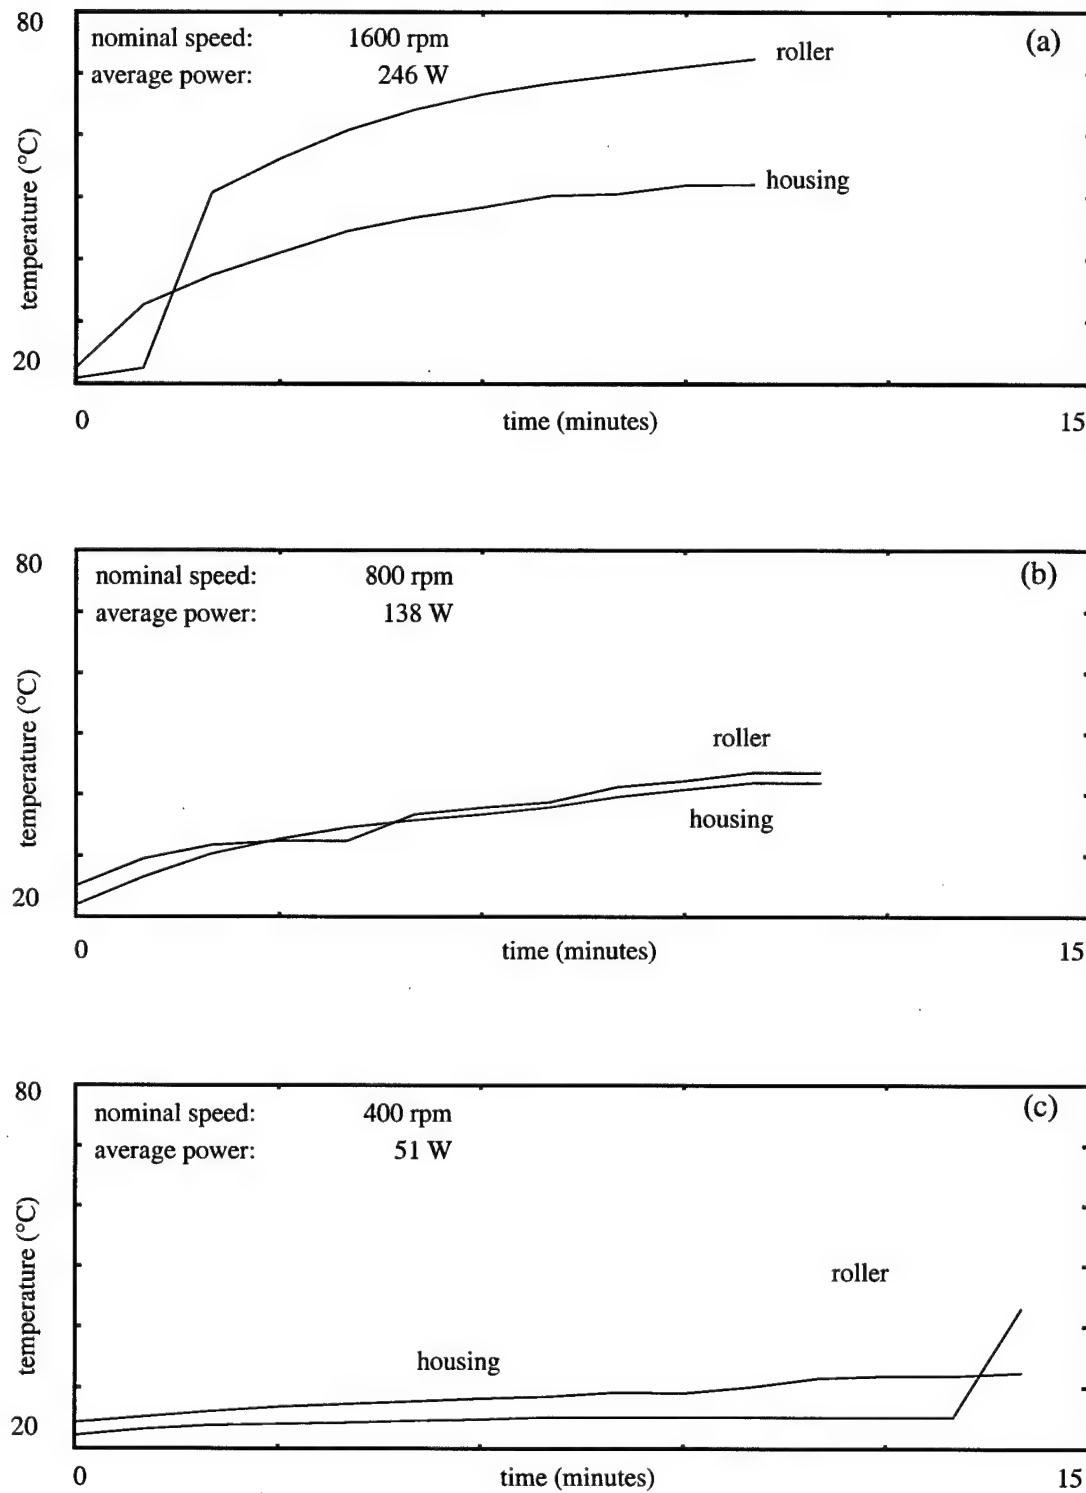 80
nominal speed: 1600 rpm
(a)
average power: 246 W
roller
housing
temperature (°C)
20
0
time (minutes)
15
80
nominal speed: 800 rpm
(b)
average power: 138 W
roller
housing
temperature (°C)
20
0
time (minutes)
15
80
nominal speed: 400 rpm
(c)
average power: 51 W
roller
housing
temperature (°C)
20
0
time (minutes)
15